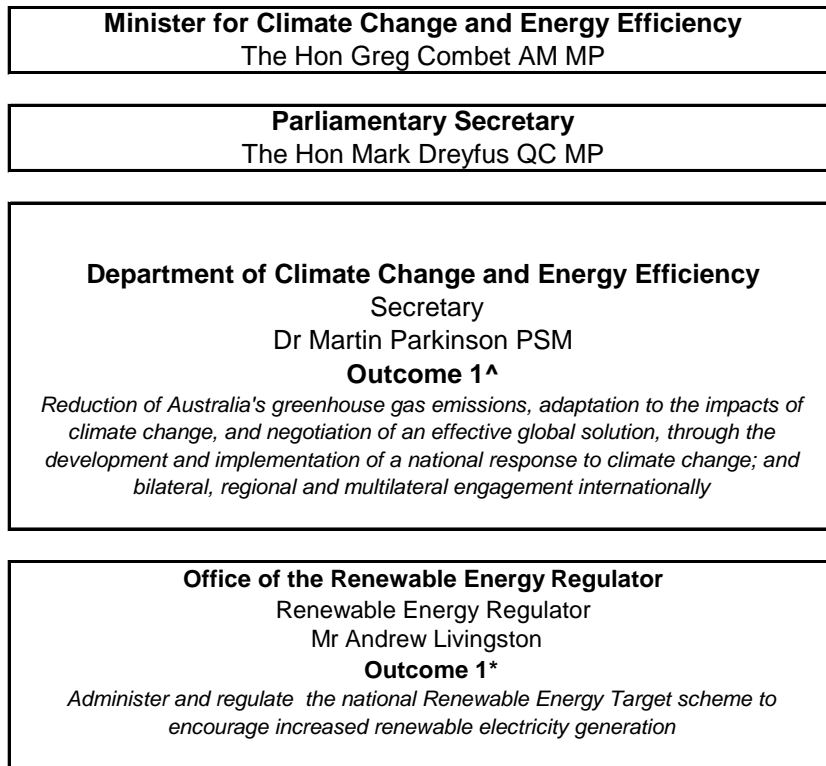 Minister for Climate Change and Energy Efficiency
The Hon Greg Combet AM MP
Parliamentary Secretary
The Hon Mark Dreyfus QC MP
Department of Climate Change and Energy Efficiency
Secretary
Dr Martin Parkinson PSM
Outcome 1^
Reduction of Australia's greenhouse gas emissions, adaptation to the impacts of
climate change, and negotiation of an effective global solution, through the
development and implementation of a national response to climate change; and
bilateral, regional and multilateral engagement internationally
Office of the Renewable Energy Regulator
Renewable Energy Regulator
Mr Andrew Livingston
Outcome 1*
Administer and regulate  the national Renewable Energy Target scheme to
encourage increased renewable electricity generation